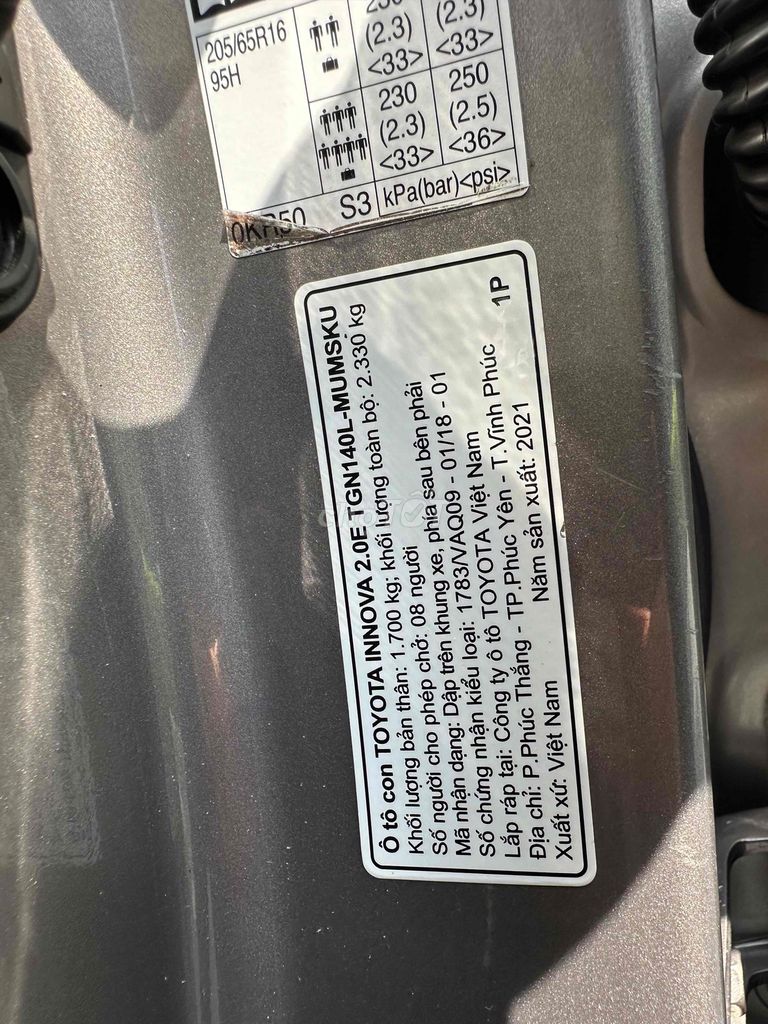 205/65R16
95H
(2.3)
<33>
(2.3)
<33>
230
(2.3)
<33>
250
(2.5)
<36>
0KR50 S3 kPa(bar)<psi>
Ô tô con TOYOTA INNOVA 2.0E TGN140L-MUMSKU
Khối lượng bản thân: 1.700 kg; khối lượng toàn bộ: 2.330 kg
Số người cho phép chở: 08 người
Mã nhận dạng: Dập trên khung xe, phía sau bên phải
Số chứng nhận kiểu loại: 1783/VAQ09 - 01/18 - 01
Lắp ráp tại: Công ty ô tô TOYOTA Việt Nam
Địa chỉ: P.Phúc Thắng - TP Phúc Yên - T.Vĩnh Phúc
Xuất xứ: Việt Nam Năm sản xuất: 2021 1P
chợTỐT